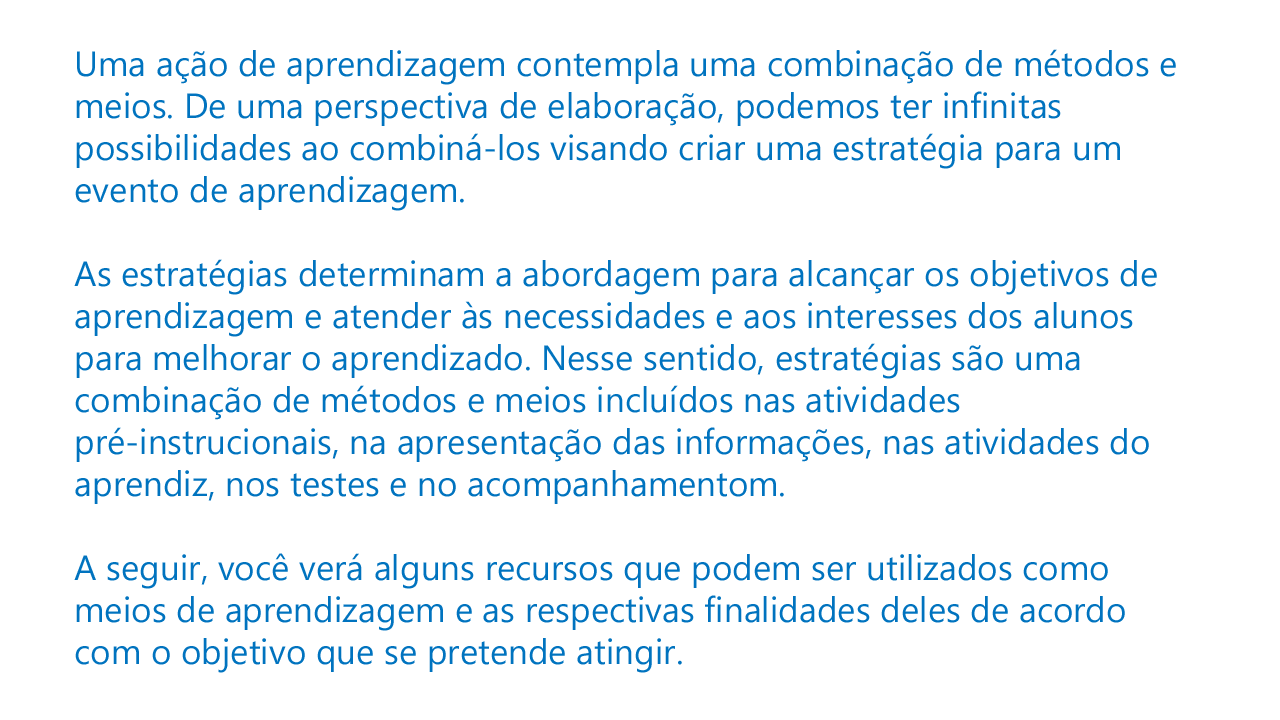 Uma ação de aprendizagem contempla uma combinação de métodos e
meios. De uma perspectiva de elaboração, podemos ter infinitas
possibilidades ao combiná-los visando criar uma estratégia para um
evento de aprendizagem.
As estratégias determinam a abordagem para alcançar os objetivos de
aprendizagem e atender às necessidades e aos interesses dos alunos
para melhorar o aprendizado. Nesse sentido, estratégias são uma
combinação de métodos e meios incluídos nas atividades
pré-instrucionais, na apresentação das informações, nas atividades do
aprendiz, nos testes e no acompanhamentom.
A seguir, você verá alguns recursos que podem ser utilizados como
meios de aprendizagem e as respectivas finalidades deles de acordo
com o objetivo que se pretende atingir.